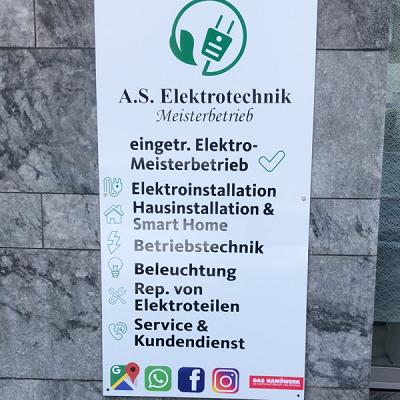 A.S. Elektrotechnik
Meisterbetrieb
eingetr. Elektro-
Meisterbetrieb
Elektroinstallation
Hausinstallation &
Smart Home
Betriebstechnik
Beleuchtung
Rep. von
Elektroteilen
Service &
Kundendienst
G
f
DAS HANDWERK